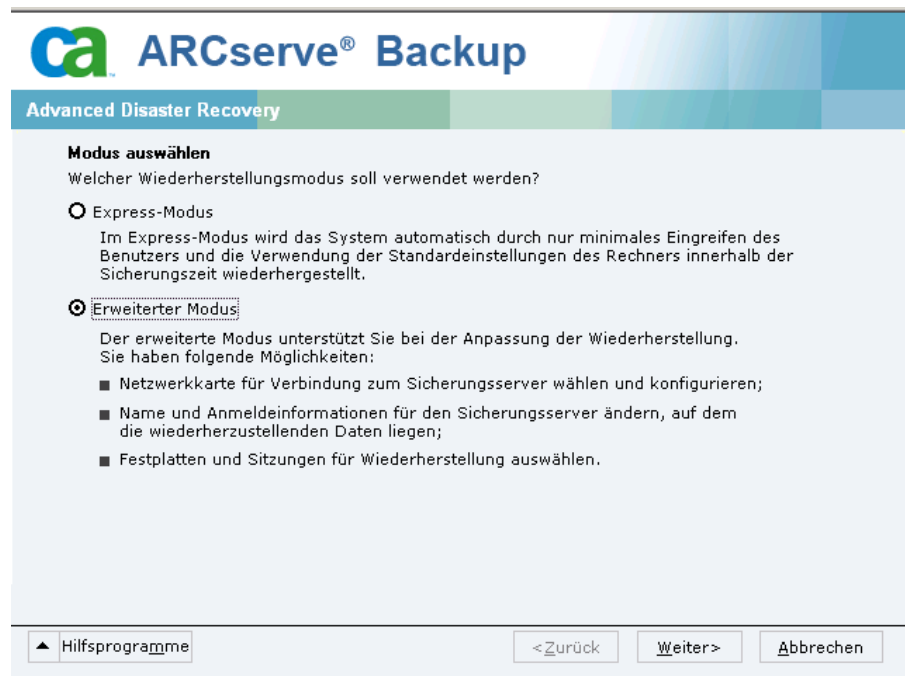 ca ARCserve® Backup
Advanced Disaster Recovery
Modus auswählen
Welcher Wiederherstellungsmodus soll verwendet werden?
Express-Modus
Im Express-Modus wird das System automatisch durch nur minimales Eingreifen des
Benutzers und die Verwendung der Standardeinstellungen des Rechners innerhalb der
Sicherungszeit wiederhergestellt.
Erweiterter Modus
Der erweiterte Modus unterstützt Sie bei der Anpassung der Wiederherstellung.
Sie haben folgende Möglichkeiten:
Netzwerkkarte für Verbindung zum Sicherungsserver wählen und konfigurieren;
Name und Anmeldeinformationen für den Sicherungsserver ändern, auf dem
die wiederherzustellenden Daten liegen;
Festplatten und Sitzungen für Wiederherstellung auswählen.
Hilfsprogramme <Zurück Weiter> Abbrechen